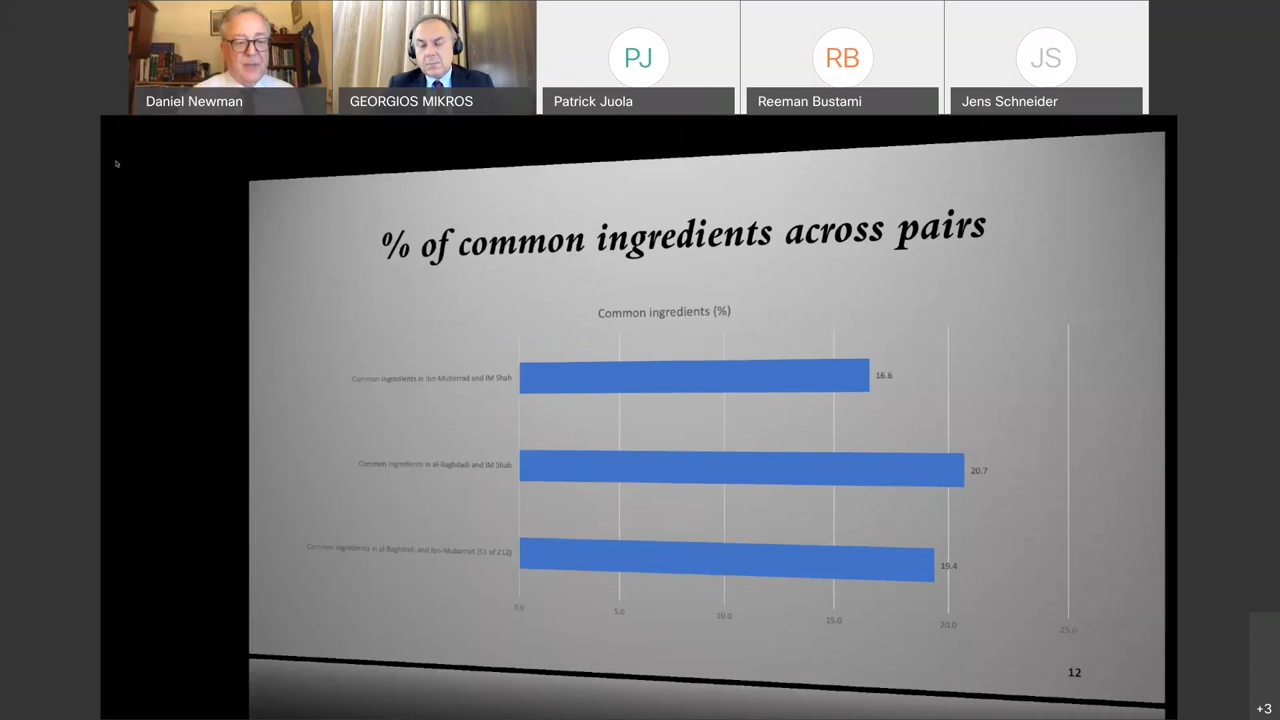 PJ
RB
JS
Daniel Newman
GEORGIOS MIKROS
Patrick Juola
Reeman Bustami
Jens Schneider
% of common ingredients across pairs
Common ingredients (%)
Common ingredients in Ibn-Mubarrad and IM Shah
16.6
Common ingredients in al-Baghdadi and IM Shah
20.7
Common ingredients in al-Baghdadi and Ibn-Mubarrad (51 of 212)
19.4
0.0 5.0 10.0 15.0 20.0 25.0
12
+3